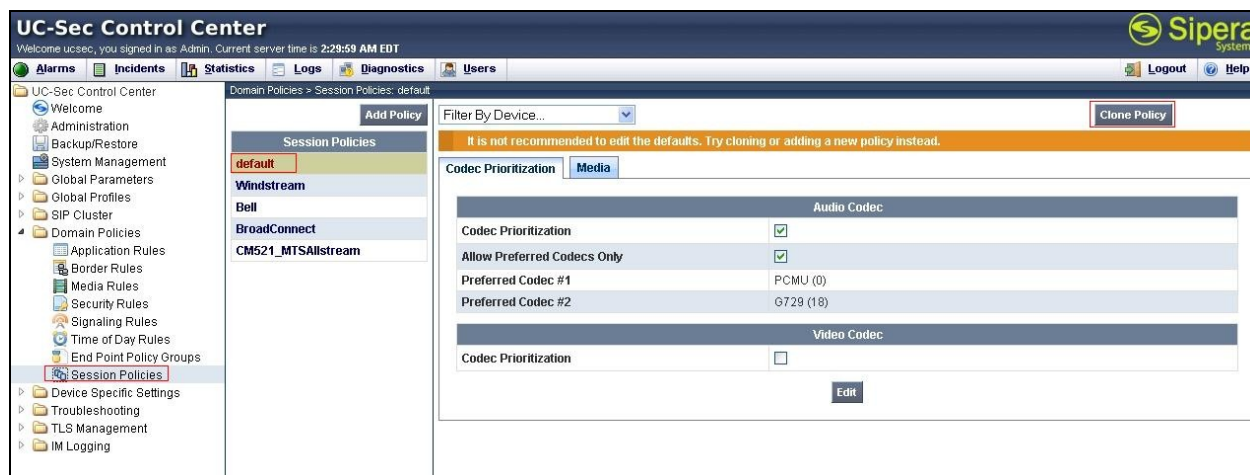 UC-Sec Control Center
Welcome ucsec, you signed in as Admin. Current server time is 2:29:59 AM EDT
Sipera
System
Alarms Incidents Statistics Logs Diagnostics Users Logout Help
UC-Sec Control Center
Welcome
Administration
Backup/Restore
System Management
Global Parameters
Global Profiles
SIP Cluster
Domain Policies
Application Rules
Border Rules
Media Rules
Security Rules
Signaling Rules
Time of Day Rules
End Point Policy Groups
Session Policies
Device Specific Settings
Troubleshooting
TLS Management
IM Logging
Domain Policies > Session Policies: default
Add Policy
Session Policies
default
Windstream
Bell
BroadConnect
CM521_MTSAllstream
Filter By Device...
Clone Policy
It is not recommended to edit the defaults. Try cloning or adding a new policy instead.
Codec Prioritization Media
Audio Codec
Codec Prioritization
Allow Preferred Codecs Only
Preferred Codec #1 PCMU (0)
Preferred Codec #2 G729 (18)
Video Codec
Codec Prioritization
Edit